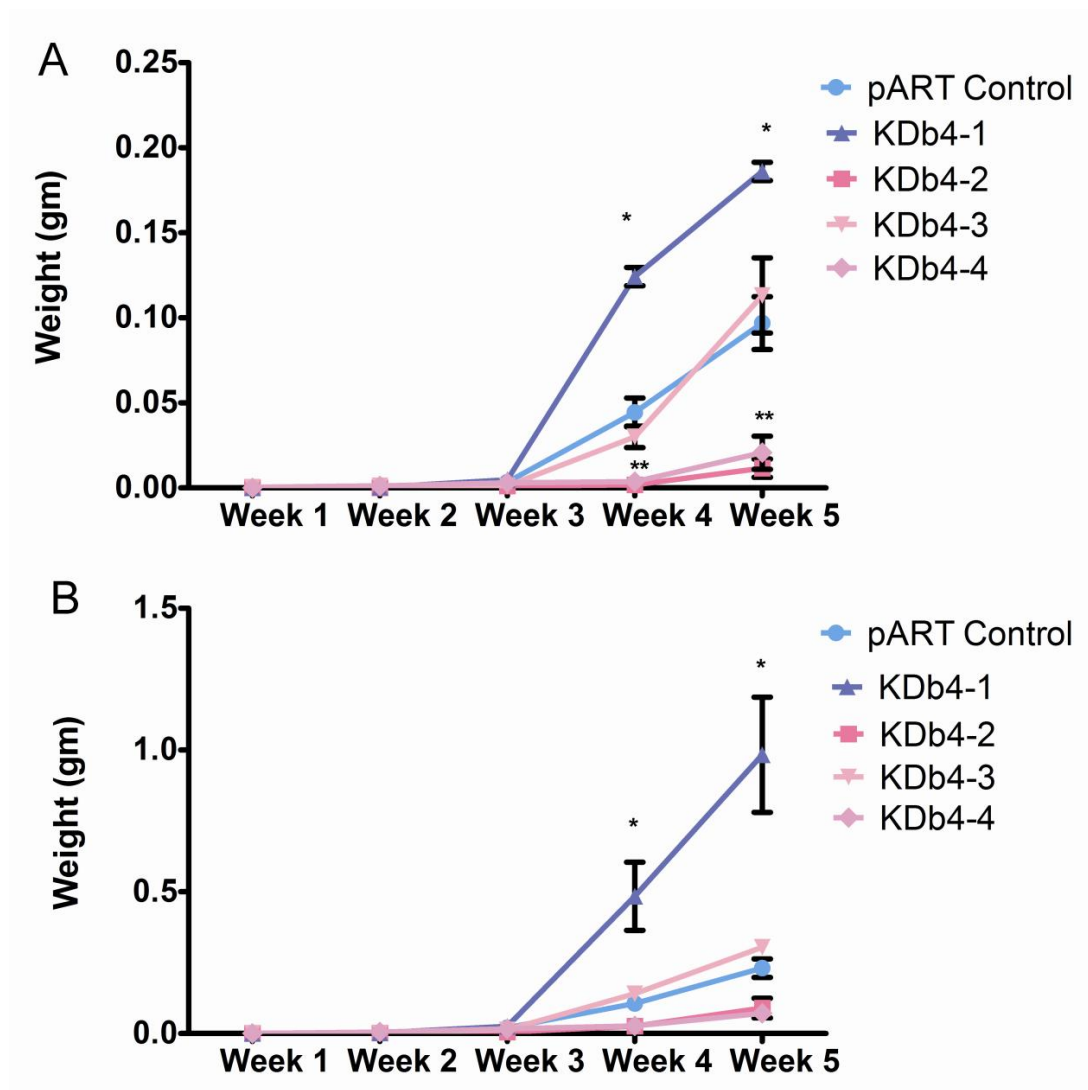 A
0.25
0.20
0.15
0.10
0.05
0.00
Weight (gm)
*
*
**
**
Week 1 Week 2 Week 3 Week 4 Week 5
pART Control
KDb4-1
KDb4-2
KDb4-3
KDb4-4
B
1.5
1.0
0.5
0.0
Weight (gm)
*
*
Week 1 Week 2 Week 3 Week 4 Week 5
pART Control
KDb4-1
KDb4-2
KDb4-3
KDb4-4